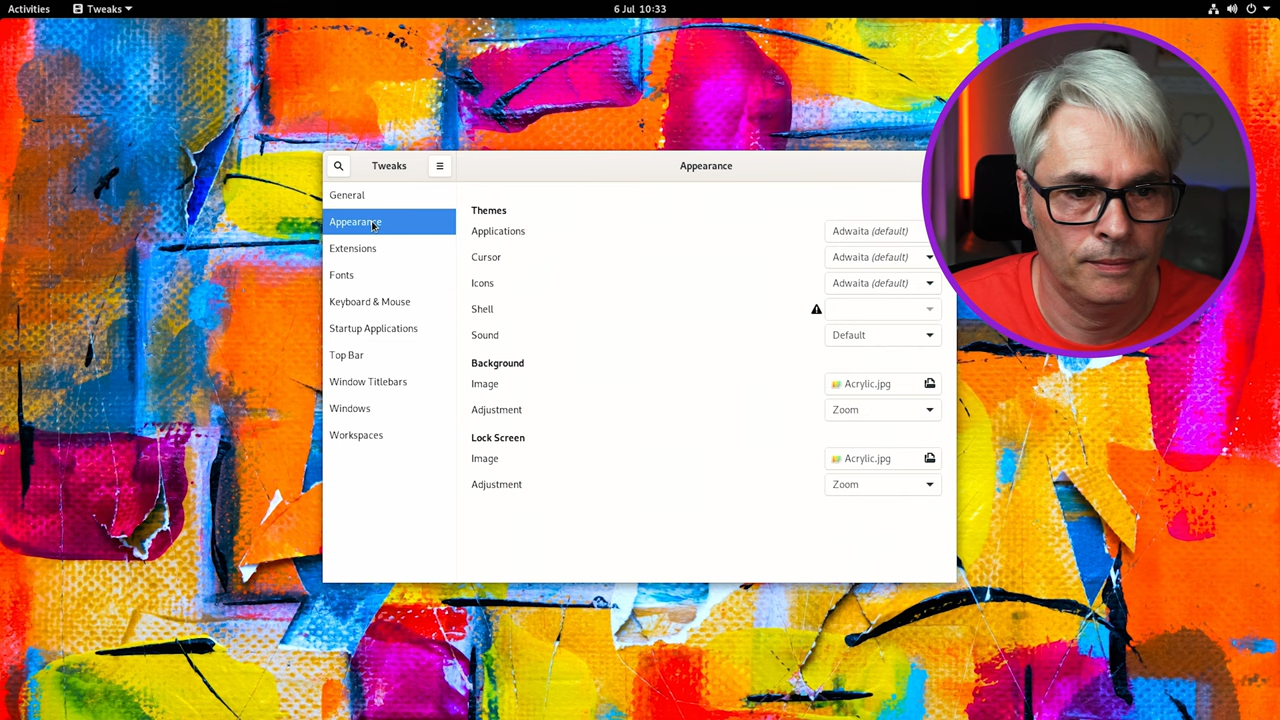 Activities Tweaks 6 Jul 10:33
Tweaks Appearance
General
Appearance
Extensions
Fonts
Keyboard & Mouse
Startup Applications
Top Bar
Window Titlebars
Windows
Workspaces
Themes
Applications Adwaita (default)
Cursor Adwaita (default)
Icons Adwaita (default)
Shell
Sound Default
Background
Image Acrylic.jpg
Adjustment Zoom
Lock Screen
Image Acrylic.jpg
Adjustment Zoom